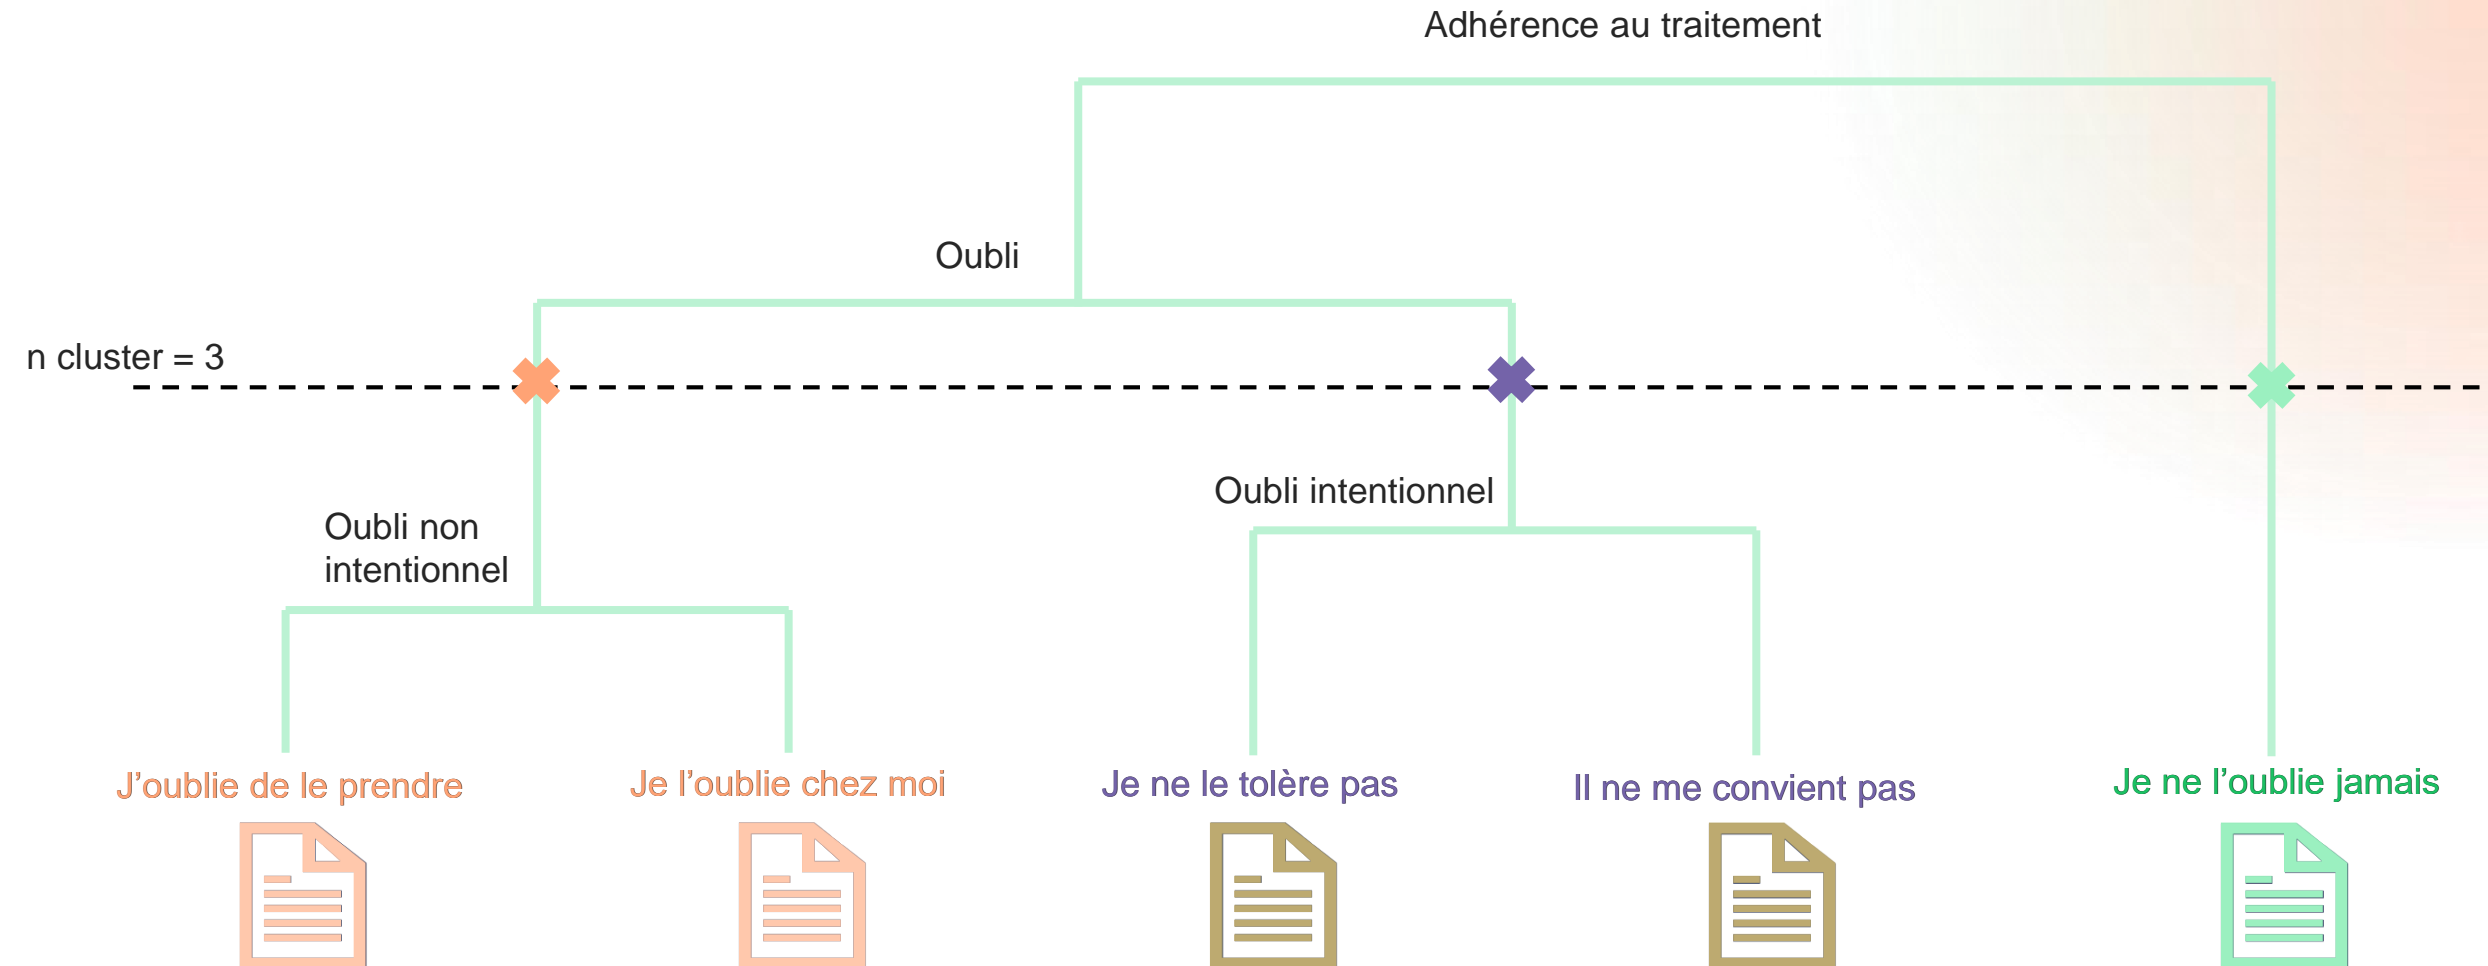 Adhérence au traitement
Oubli
n cluster = 3
Oubli intentionnel
Oubli non
intentionnel
J'oublie de le prendre
Je l'oublie chez moi
Je ne le tolère pas
Il ne me convient pas
Je ne l'oublie jamais